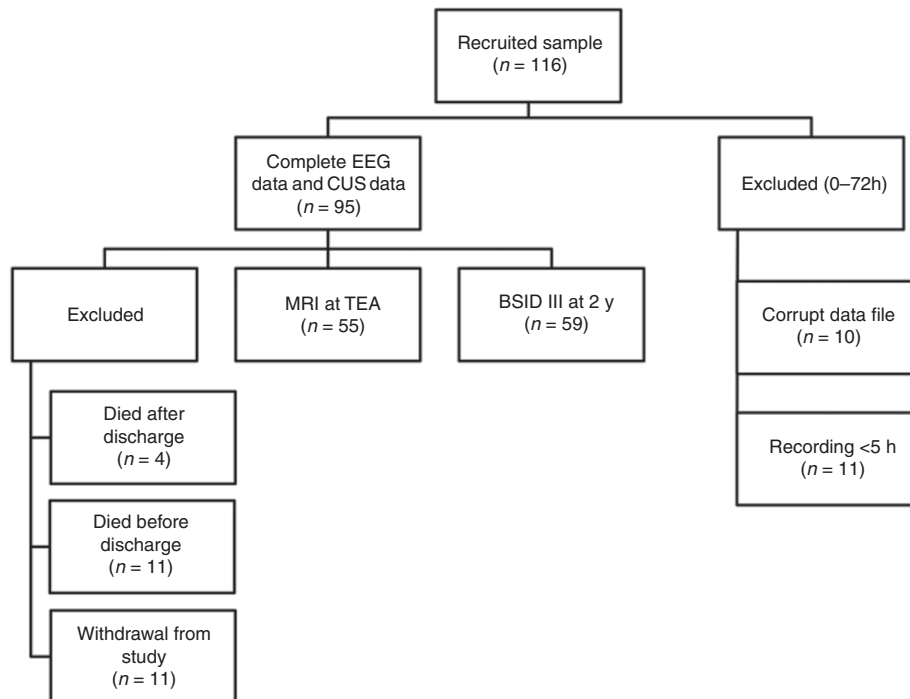 Recruited sample
(n = 116)
Complete EEG
data and CUS data
(n = 95)
Excluded (0–72h)
Excluded
MRI at TEA
(n = 55)
BSID III at 2 y
(n = 59)
Corrupt data file
(n = 10)
Recording <5 h
(n = 11)
Died after
discharge
(n = 4)
Died before
discharge
(n = 11)
Withdrawal from
study
(n = 11)